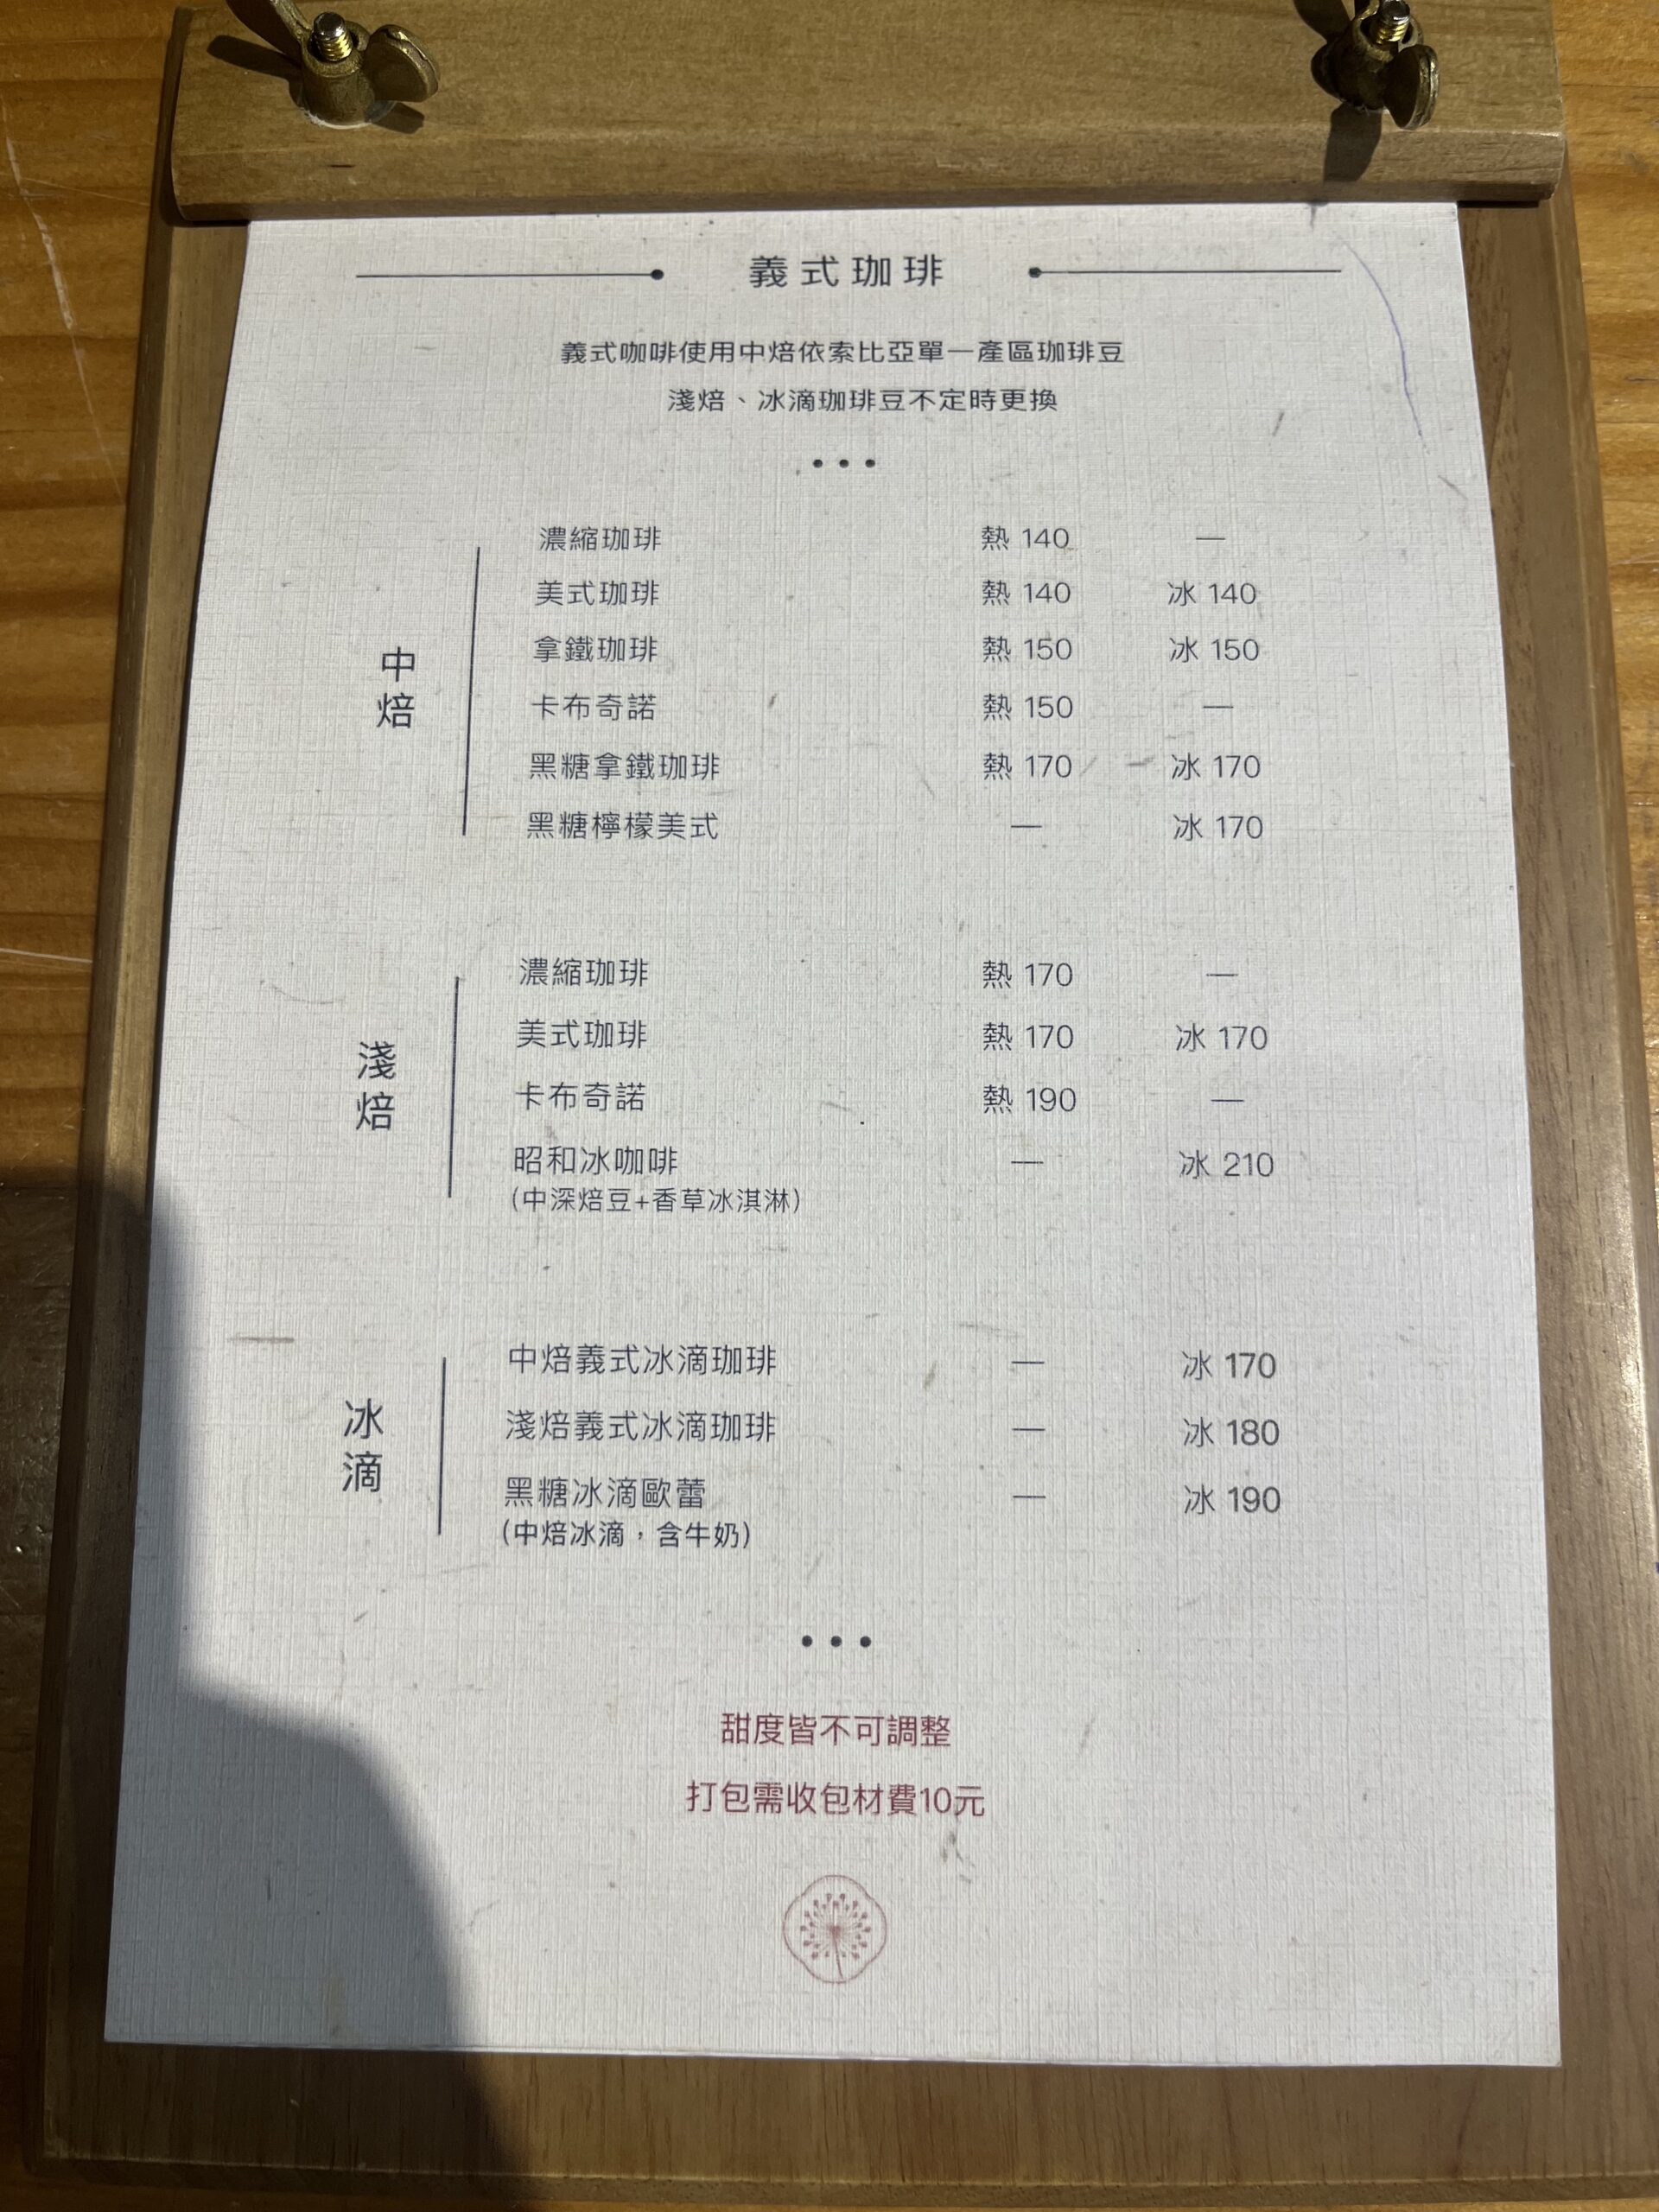 義式珈琲
義式咖啡使用中焙依索比亞單一產區珈琲豆
淺焙、冰滴珈琲豆不定時更換
中焙
濃縮珈琲 熱 140 —
美式珈琲 熱 140 冰 140
拿鐵珈琲 熱 150 冰 150
卡布奇諾 熱 150 —
黑糖拿鐵珈琲 熱 170 冰 170
黑糖檸檬美式 — 冰 170
淺焙
濃縮珈琲 熱 170 —
美式珈琲 熱 170 冰 170
卡布奇諾 熱 190 —
昭和冰咖啡 — 冰 210
(中深焙豆+香草冰淇淋)
冰滴
中焙義式冰滴珈琲 — 冰 170
淺焙義式冰滴珈琲 — 冰 180
黑糖冰滴歐蕾 — 冰 190
(中焙冰滴，含牛奶)
甜度皆不可調整
打包需收包材費10元